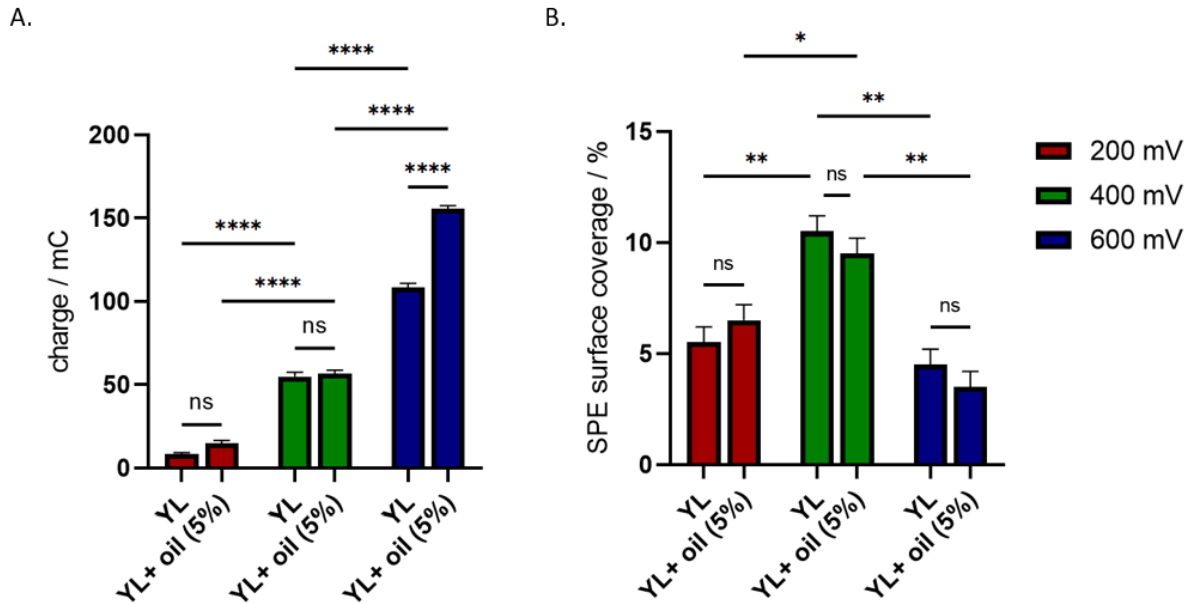 A.
B.
****
****
****
****
****
ns
ns
charge / mC
200
150
100
50
0
YL
YL+ oil (5%)
YL
YL+ oil (5%)
YL
YL+ oil (5%)
*
**
**
**
ns
ns
ns
SPE surface coverage / %
15
10
5
0
YL
YL+ oil (5%)
YL
YL+ oil (5%)
YL
YL+ oil (5%)
200 mV
400 mV
600 mV